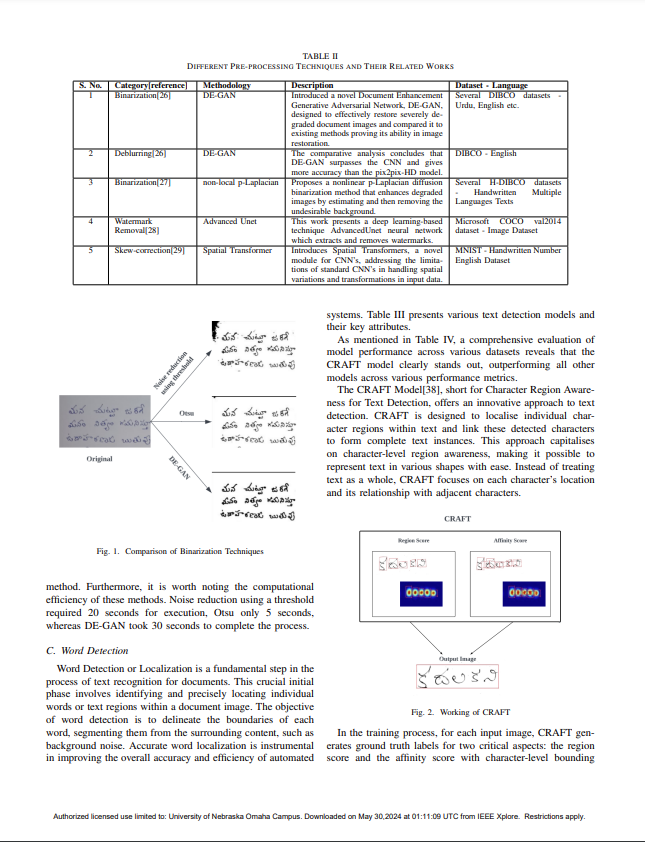 TABLE II
DIFFERENT PRE-PROCESSING TECHNIQUES AND THEIR RELATED WORKS
S. No. Category[reference] Methodology Description Dataset - Language
1 Binarization[26] DE-GAN Introduced a novel Document Enhancement Several DIBCO datasets -
Generative Adversarial Network, DE-GAN, Urdu, English etc.
designed to effectively restore severely de-
graded document images and compared it to
existing methods proving its ability in image
restoration.
2 Deblurring[26] DE-GAN The comparative analysis concludes that DIBCO - English
DE-GAN surpasses the CNN and gives
more accuracy than the pix2pix-HD model.
3 Binarization[27] non-local p-Laplacian Proposes a nonlinear p-Laplacian diffusion Several H-DIBCO datasets
binarization method that enhances degraded - Handwritten Multiple
images by estimating and then removing the Languages Texts
undesirable background.
4 Watermark Advanced Unet This work presents a deep learning-based Microsoft COCO val2014
Removal[28] technique AdvancedUnet neural network dataset - Image Dataset
which extracts and removes watermarks.
5 Skew-correction[29] Spatial Transformer Introduces Spatial Transformers, a novel MNIST - Handwritten Number
module for CNN's, addressing the limita- English Dataset
tions of standard CNN's in handling spatial
variations and transformations in input data.
Noise reduction
using threshold
Otsu
DE-GAN
Original
మన చుట్టూ జరిగే
మనం నిత్యం గమనిస్తూ
ఉదాహరణకు ఋతువు
Fig. 1. Comparison of Binarization Techniques
method. Furthermore, it is worth noting the computational
efficiency of these methods. Noise reduction using a threshold
required 20 seconds for execution, Otsu only 5 seconds,
whereas DE-GAN took 30 seconds to complete the process.
C. Word Detection
Word Detection or Localization is a fundamental step in the
process of text recognition for documents. This crucial initial
phase involves identifying and precisely locating individual
words or text regions within a document image. The objective
of word detection is to delineate the boundaries of each
word, segmenting them from the surrounding content, such as
background noise. Accurate word localization is instrumental
in improving the overall accuracy and efficiency of automated
systems. Table III presents various text detection models and
their key attributes.
As mentioned in Table IV, a comprehensive evaluation of
model performance across various datasets reveals that the
CRAFT model clearly stands out, outperforming all other
models across various performance metrics.
The CRAFT Model[38], short for Character Region Aware-
ness for Text Detection, offers an innovative approach to text
detection. CRAFT is designed to localise individual char-
acter regions within text and link these detected characters
to form complete text instances. This approach capitalises
on character-level region awareness, making it possible to
represent text in various shapes with ease. Instead of treating
text as a whole, CRAFT focuses on each character's location
and its relationship with adjacent characters.
CRAFT
Region Score Affinity Score
Output Image
కదలకని
Fig. 2. Working of CRAFT
In the training process, for each input image, CRAFT gen-
erates ground truth labels for two critical aspects: the region
score and the affinity score with character-level bounding
Authorized licensed use limited to: University of Nebraska Omaha Campus. Downloaded on May 30,2024 at 01:11:09 UTC from IEEE Xplore. Restrictions apply.